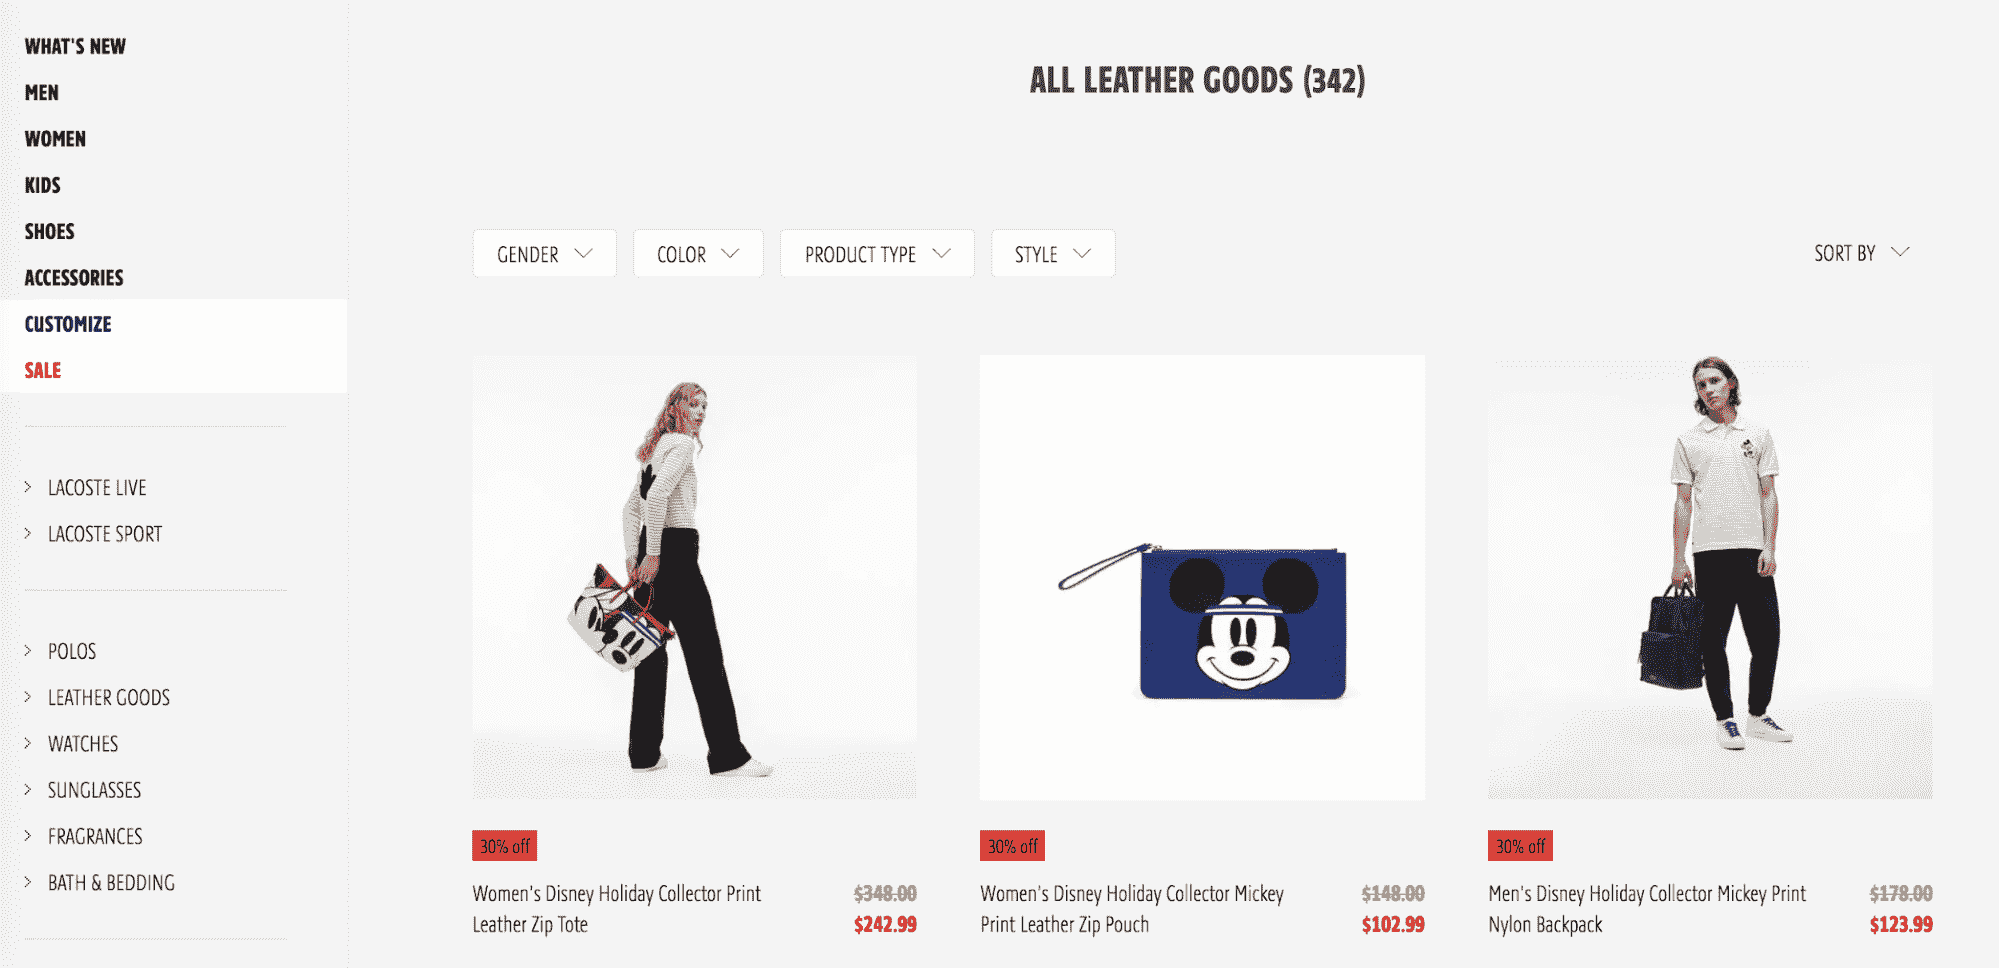 WHAT'S NEW
MEN
WOMEN
KIDS
SHOES
ACCESSORIES
CUSTOMIZE
SALE
LACOSTE LIVE
LACOSTE SPORT
POLOS
LEATHER GOODS
WATCHES
SUNGLASSES
FRAGRANCES
BATH & BEDDING
ALL LEATHER GOODS (342)
GENDER
COLOR
PRODUCT TYPE
STYLE
SORT BY
30% off
Women's Disney Holiday Collector Print
Leather Zip Tote
$348.00
$242.99
30% off
Women's Disney Holiday Collector Mickey
Print Leather Zip Pouch
$148.00
$102.99
30% off
Men's Disney Holiday Collector Mickey Print
Nylon Backpack
$178.00
$123.99